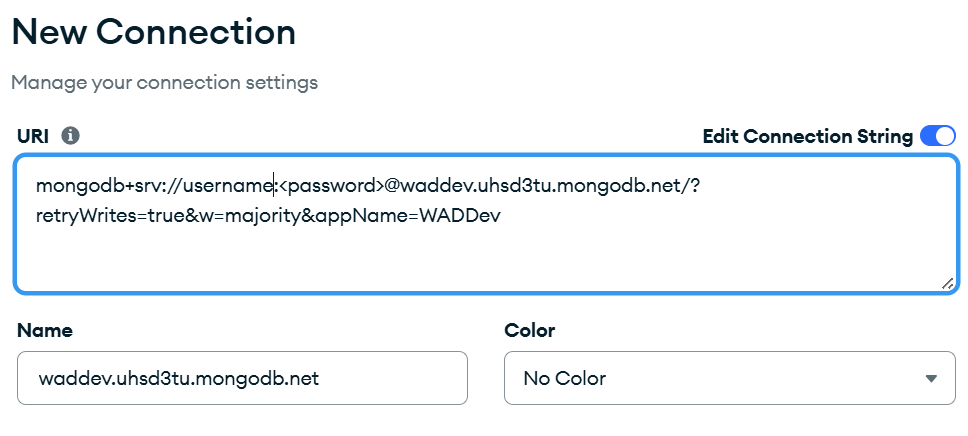 New Connection
Manage your connection settings
URI
Edit Connection String
mongodb+srv://username:<password>@waddev.uhsd3tu.mongodb.net/?
retryWrites=true&w=majority&appName=WADDev
Name
Color
waddev.uhsd3tu.mongodb.net
No Color